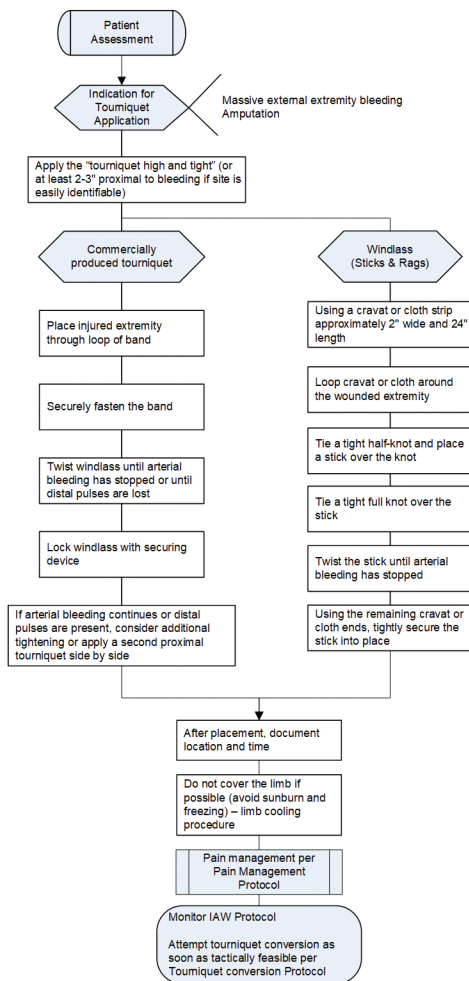 Patient
Assessment
Indication for
Tourniquet
Application
Massive external extremity bleeding
Amputation
Apply the “tourniquet high and tight” (or
at least 2-3" proximal to bleeding if site is
easily identifiable)
Commercially
produced tourniquet
Place injured extremity
through loop of band
Securely fasten the band
Twist windlass until arterial
bleeding has stopped or until
distal pulses are lost
Lock windlass with securing
device
If arterial bleeding continues or distal
pulses are present, consider additional
tightening or apply a second proximal
tourniquet side by side
Windlass
(Sticks & Rags)
Using a cravat or cloth strip
approximately 2" wide and 24"
length
Loop cravat or cloth around
the wounded extremity
Tie a tight half-knot and place
a stick over the knot
Tie a tight full knot over the
stick
Twist the stick until arterial
bleeding has stopped
Using the remaining cravat or
cloth ends, tightly secure the
stick into place
After placement, document
location and time
Do not cover the limb if
possible (avoid sunburn and
freezing) – limb cooling
procedure
Pain management per
Pain Management
Protocol
Monitor IAW Protocol
Attempt tourniquet conversion as
soon as tactically feasible per
Tourniquet conversion Protocol